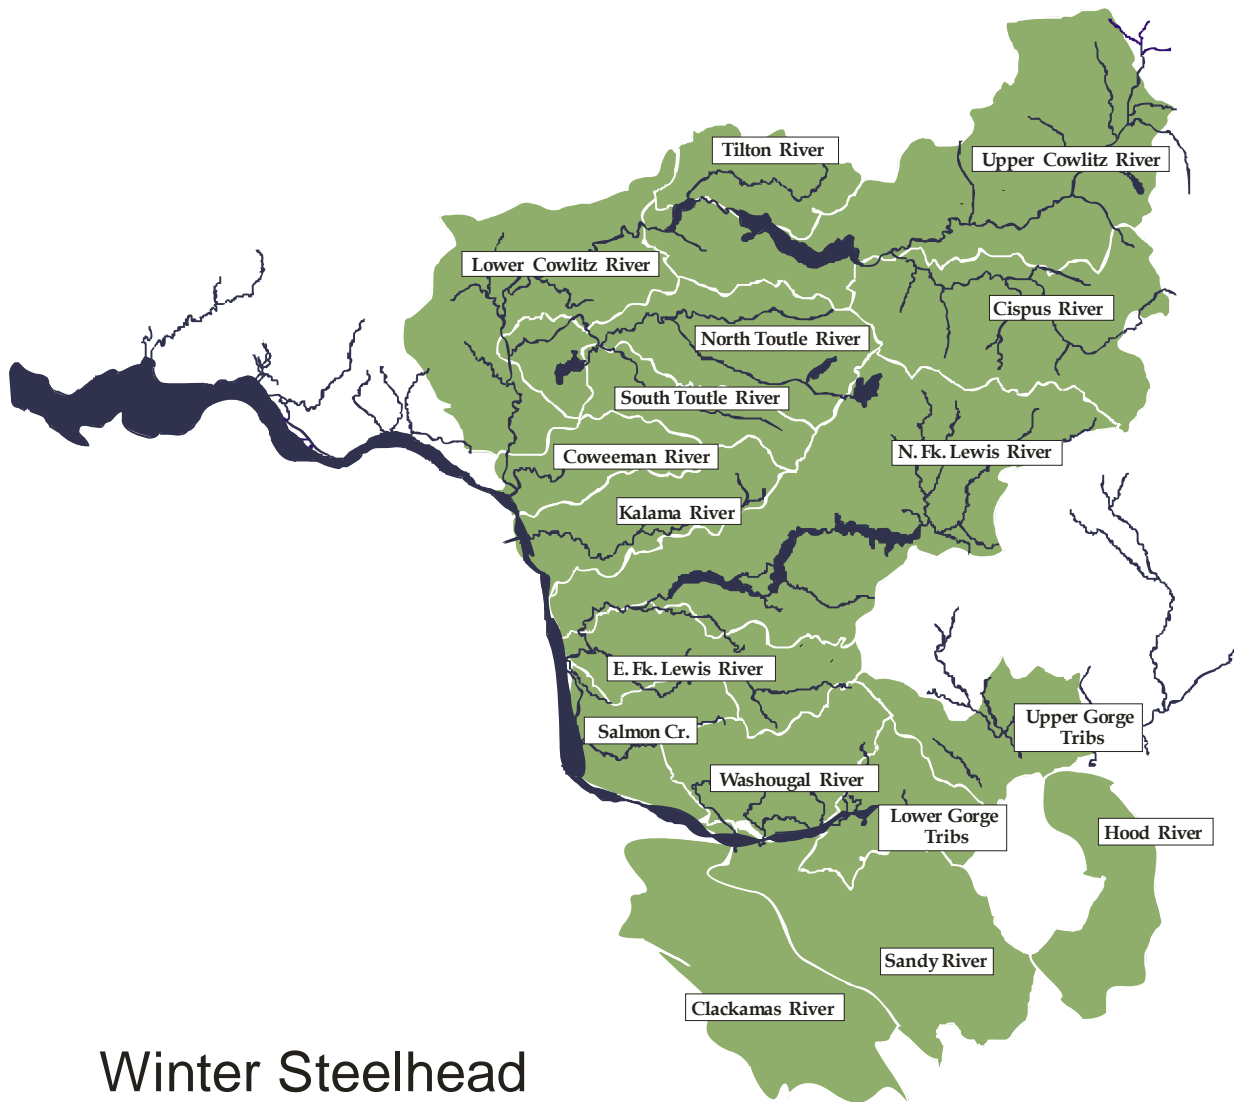 Tilton River
Upper Cowlitz River
Lower Cowlitz River
Cispus River
North Toutle River
South Toutle River
N. Fk. Lewis River
Coweeman River
Kalama River
E. Fk. Lewis River
Upper Gorge
Tribs
Salmon Cr.
Washougal River
Lower Gorge
Tribs
Hood River
Sandy River
Clackamas River
Winter Steelhead